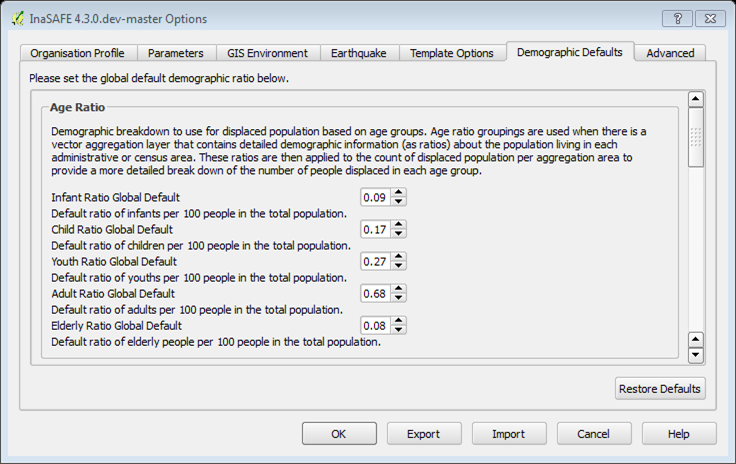 InaSAFE 4.3.0.dev-master Options
Organisation Profile Parameters GIS Environment Earthquake Template Options Demographic Defaults Advanced
Please set the global default demographic ratio below.
Age Ratio
Demographic breakdown to use for displaced population based on age groups. Age ratio groupings are used when there is a
vector aggregation layer that contains detailed demographic information (as ratios) about the population living in each
administrative or census area. These ratios are then applied to the count of displaced population per aggregation area to
provide a more detailed break down of the number of people displaced in each age group.
Infant Ratio Global Default 0.09
Default ratio of infants per 100 people in the total population.
Child Ratio Global Default 0.17
Default ratio of children per 100 people in the total population.
Youth Ratio Global Default 0.27
Default ratio of youths per 100 people in the total population.
Adult Ratio Global Default 0.68
Default ratio of adults per 100 people in the total population.
Elderly Ratio Global Default 0.08
Default ratio of elderly people per 100 people in the total population.
Restore Defaults
OK Export Import Cancel Help